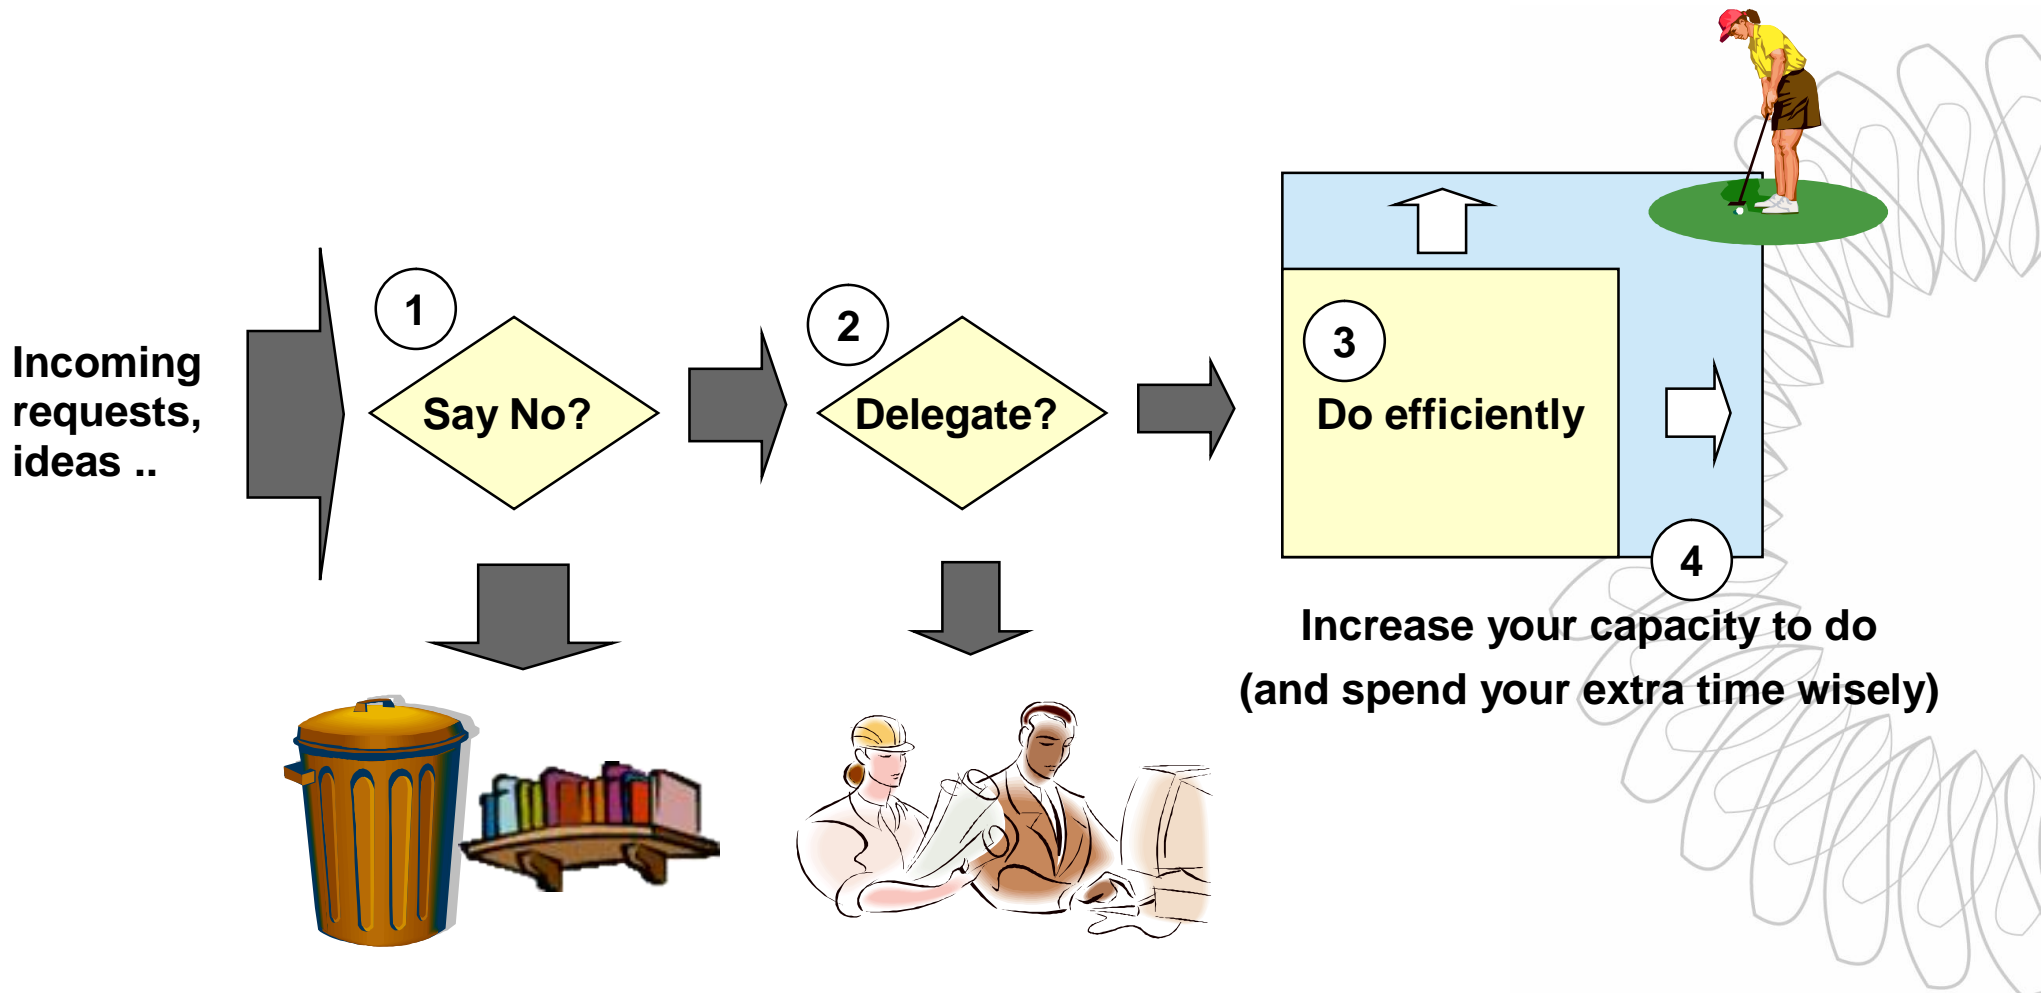 Incoming
requests,
ideas ..
1
Say No?
2
Delegate?
3
Do efficiently
4
Increase your capacity to do
(and spend your extra time wisely)